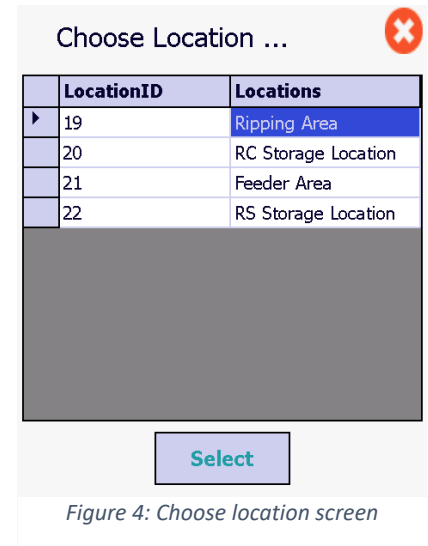 Choose Location ...
LocationID Locations
19 Ripping Area
20 RC Storage Location
21 Feeder Area
22 RS Storage Location
Select
Figure 4: Choose location screen